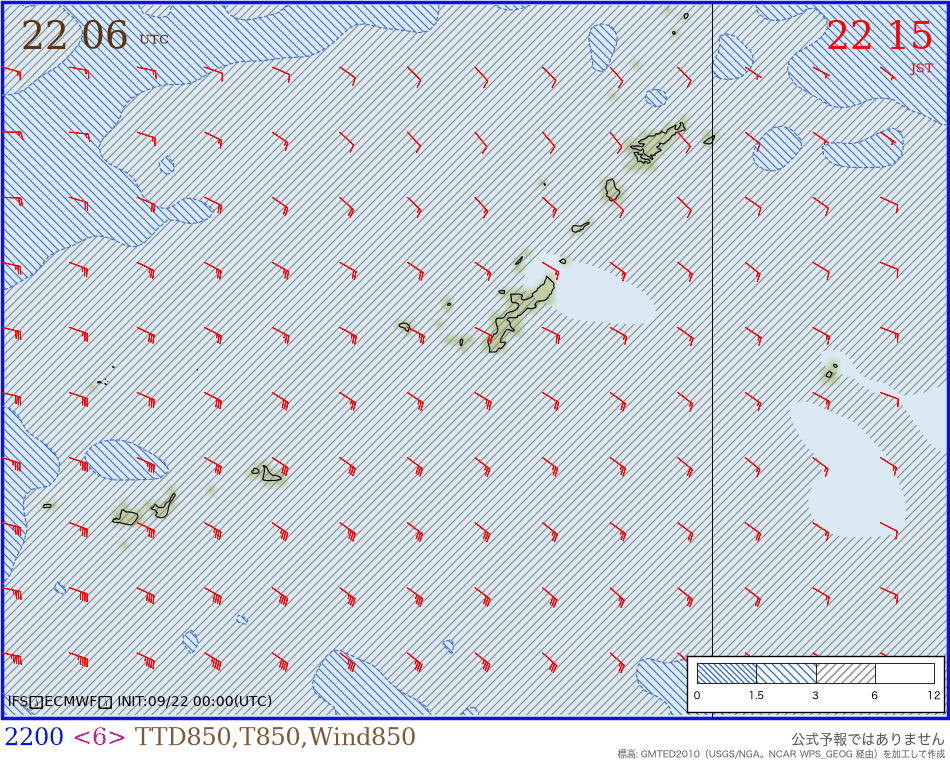 22 06 UTC
22 15
JST
IFS□ECMWF□ INIT:09/22 00:00(UTC)
0 1.5 3 6 12
2200 <6> TTD850,T850,Wind850
公式予報ではありません
標高: GMTED2010（USGS/NGA。NCAR WPS_GEOG 経由）を加工して作成